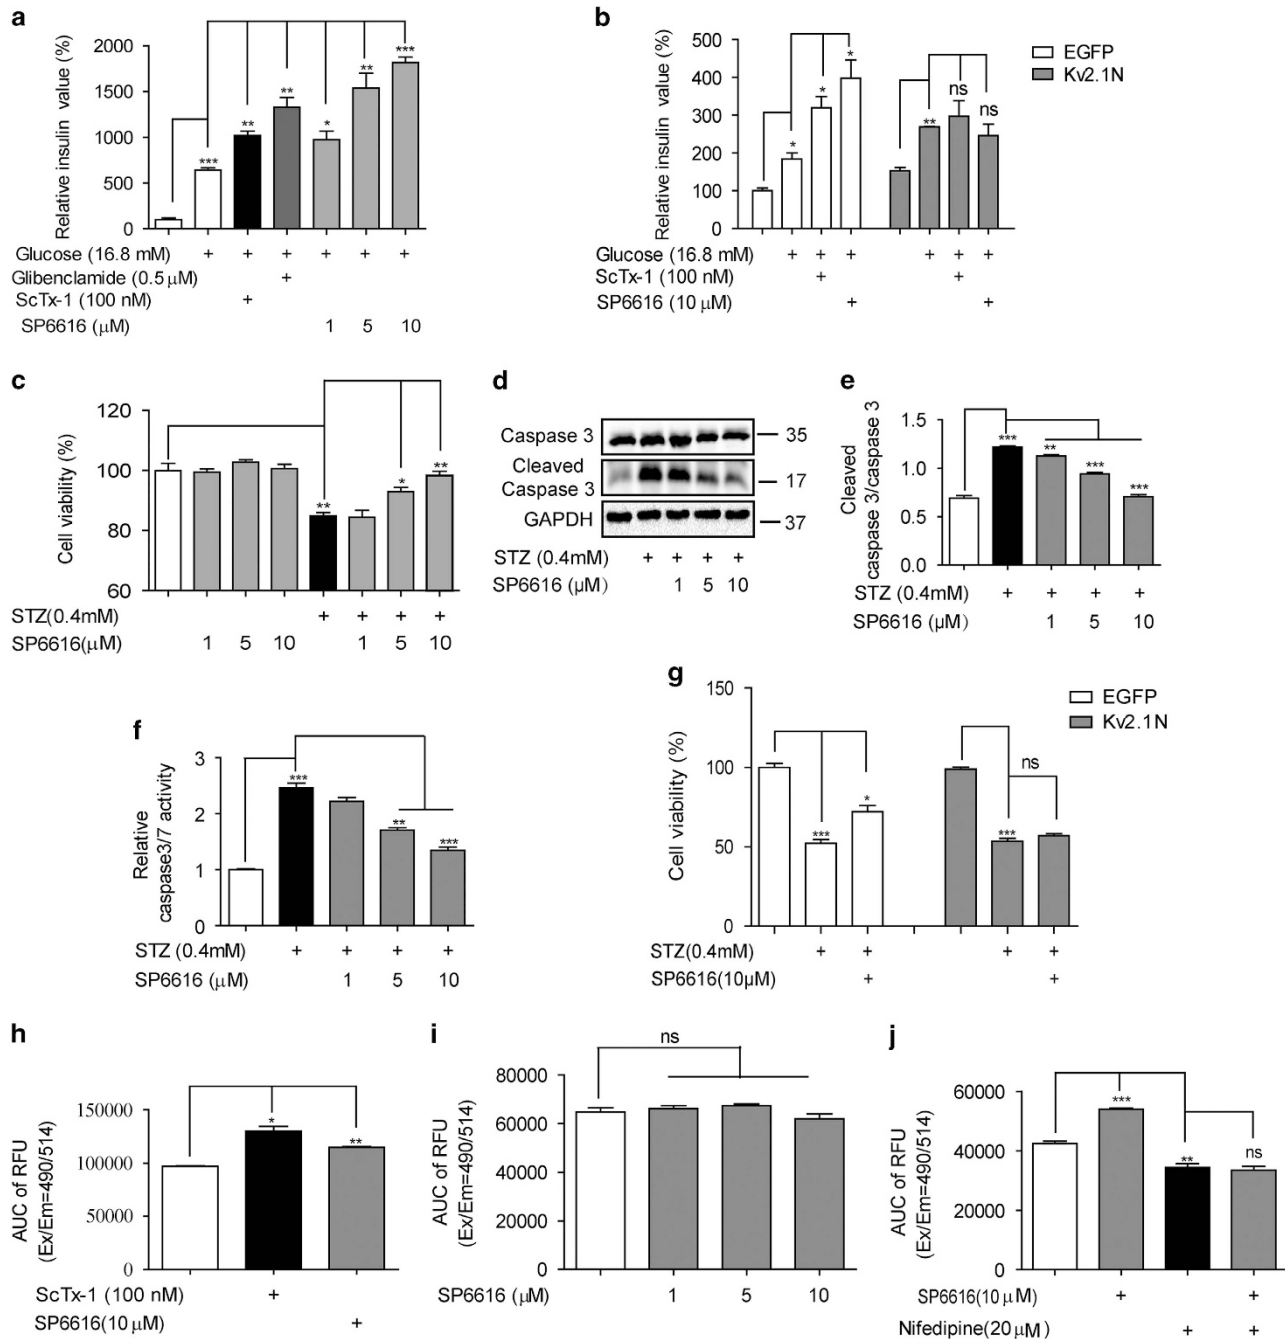 a
Relative insulin value (%)
2000
1500
1000
500
0
*** ** ** * ** ***
Glucose (16.8 mM) + + + + + +
Glibenclamide (0.5 μM) +
ScTx-1 (100 nM) +
SP6616 (μM) 1 5 10
b
Relative insulin value (%)
500
400
300
200
100
0
* * * ** ns ns
EGFP
Kv2.1N
Glucose (16.8 mM) + + + + + +
ScTx-1 (100 nM) + +
SP6616 (10 μM) + +
c
Cell viability (%)
120
100
80
60
** * **
STZ(0.4mM) + + + +
SP6616(μM) 1 5 10 1 5 10
d
Caspase 3 35
Cleaved
Caspase 3 17
GAPDH 37
STZ (0.4mM) + + + +
SP6616 (μM) 1 5 10
e
Cleaved
caspase 3/caspase 3
1.5
1.0
0.5
0.0
*** ** *** ***
STZ (0.4mM) + + + +
SP6616 (μM) 1 5 10
f
Relative
caspase3/7 activity
3
2
1
0
*** ** ***
STZ (0.4mM) + + + +
SP6616 (μM) 1 5 10
g
Cell viability (%)
150
100
50
0
*** * *** ns
EGFP
Kv2.1N
STZ(0.4mM) + + + +
SP6616(10μM) + +
h
AUC of RFU
(Ex/Em=490/514)
150000
100000
50000
0
* **
ScTx-1 (100 nM) +
SP6616(10 μM) +
i
AUC of RFU
(Ex/Em=490/514)
80000
60000
40000
20000
0
ns
SP6616 (μM) 1 5 10
j
AUC of RFU
(Ex/Em=490/514)
60000
40000
20000
0
*** ** ns
SP6616(10 μM) + +
Nifedipine(20 μM) + +